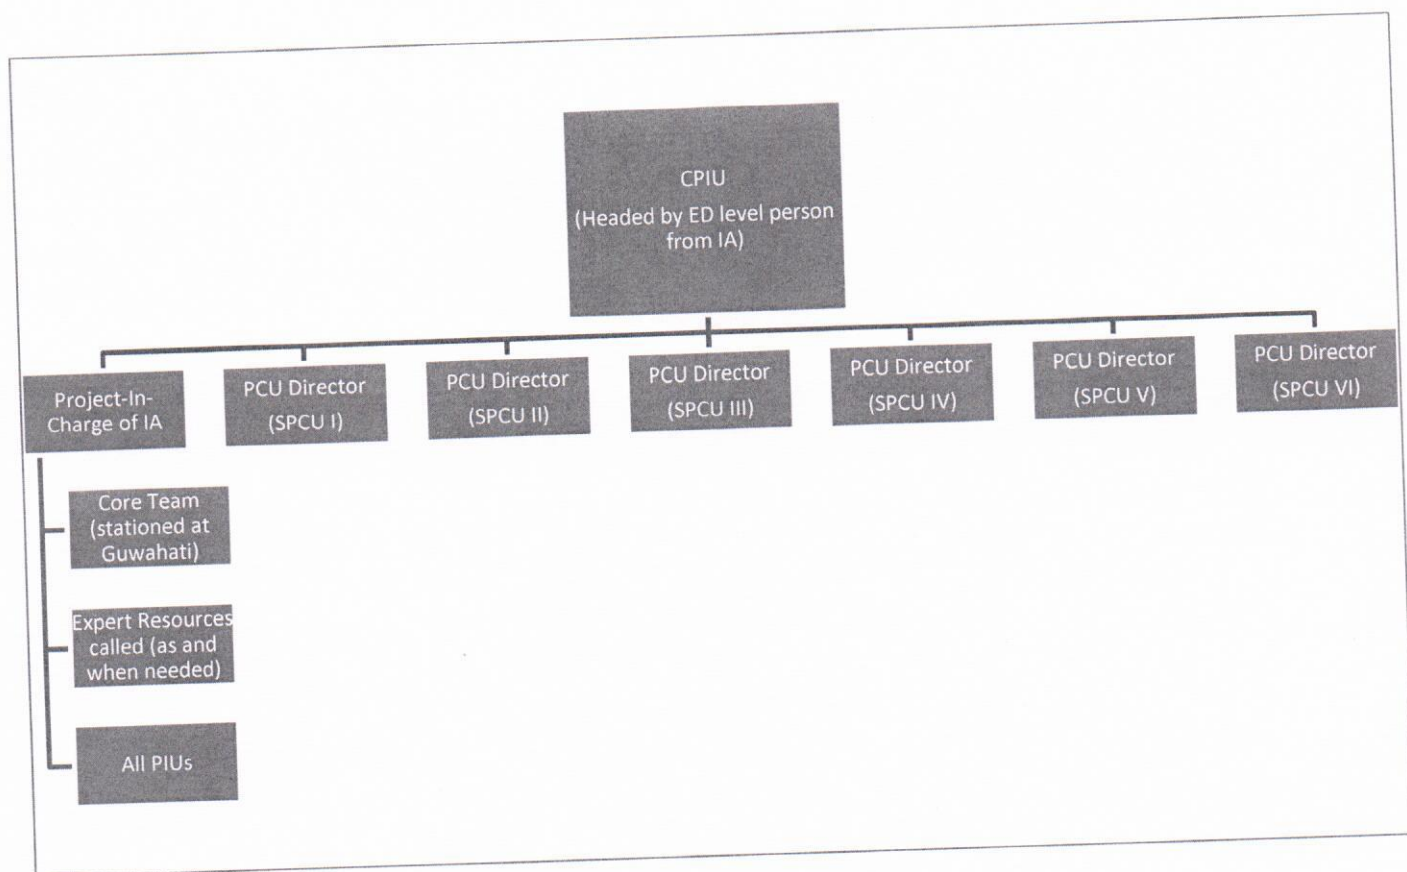 CPIU
(Headed by ED level person
from IA)
Project-In-
Charge of IA
PCU Director
(SPCU I)
PCU Director
(SPCU II)
PCU Director
(SPCU III)
PCU Director
(SPCU IV)
PCU Director
(SPCU V)
PCU Director
(SPCU VI)
Core Team
(stationed at
Guwahati)
Expert Resources
called (as and
when needed)
All PIUs